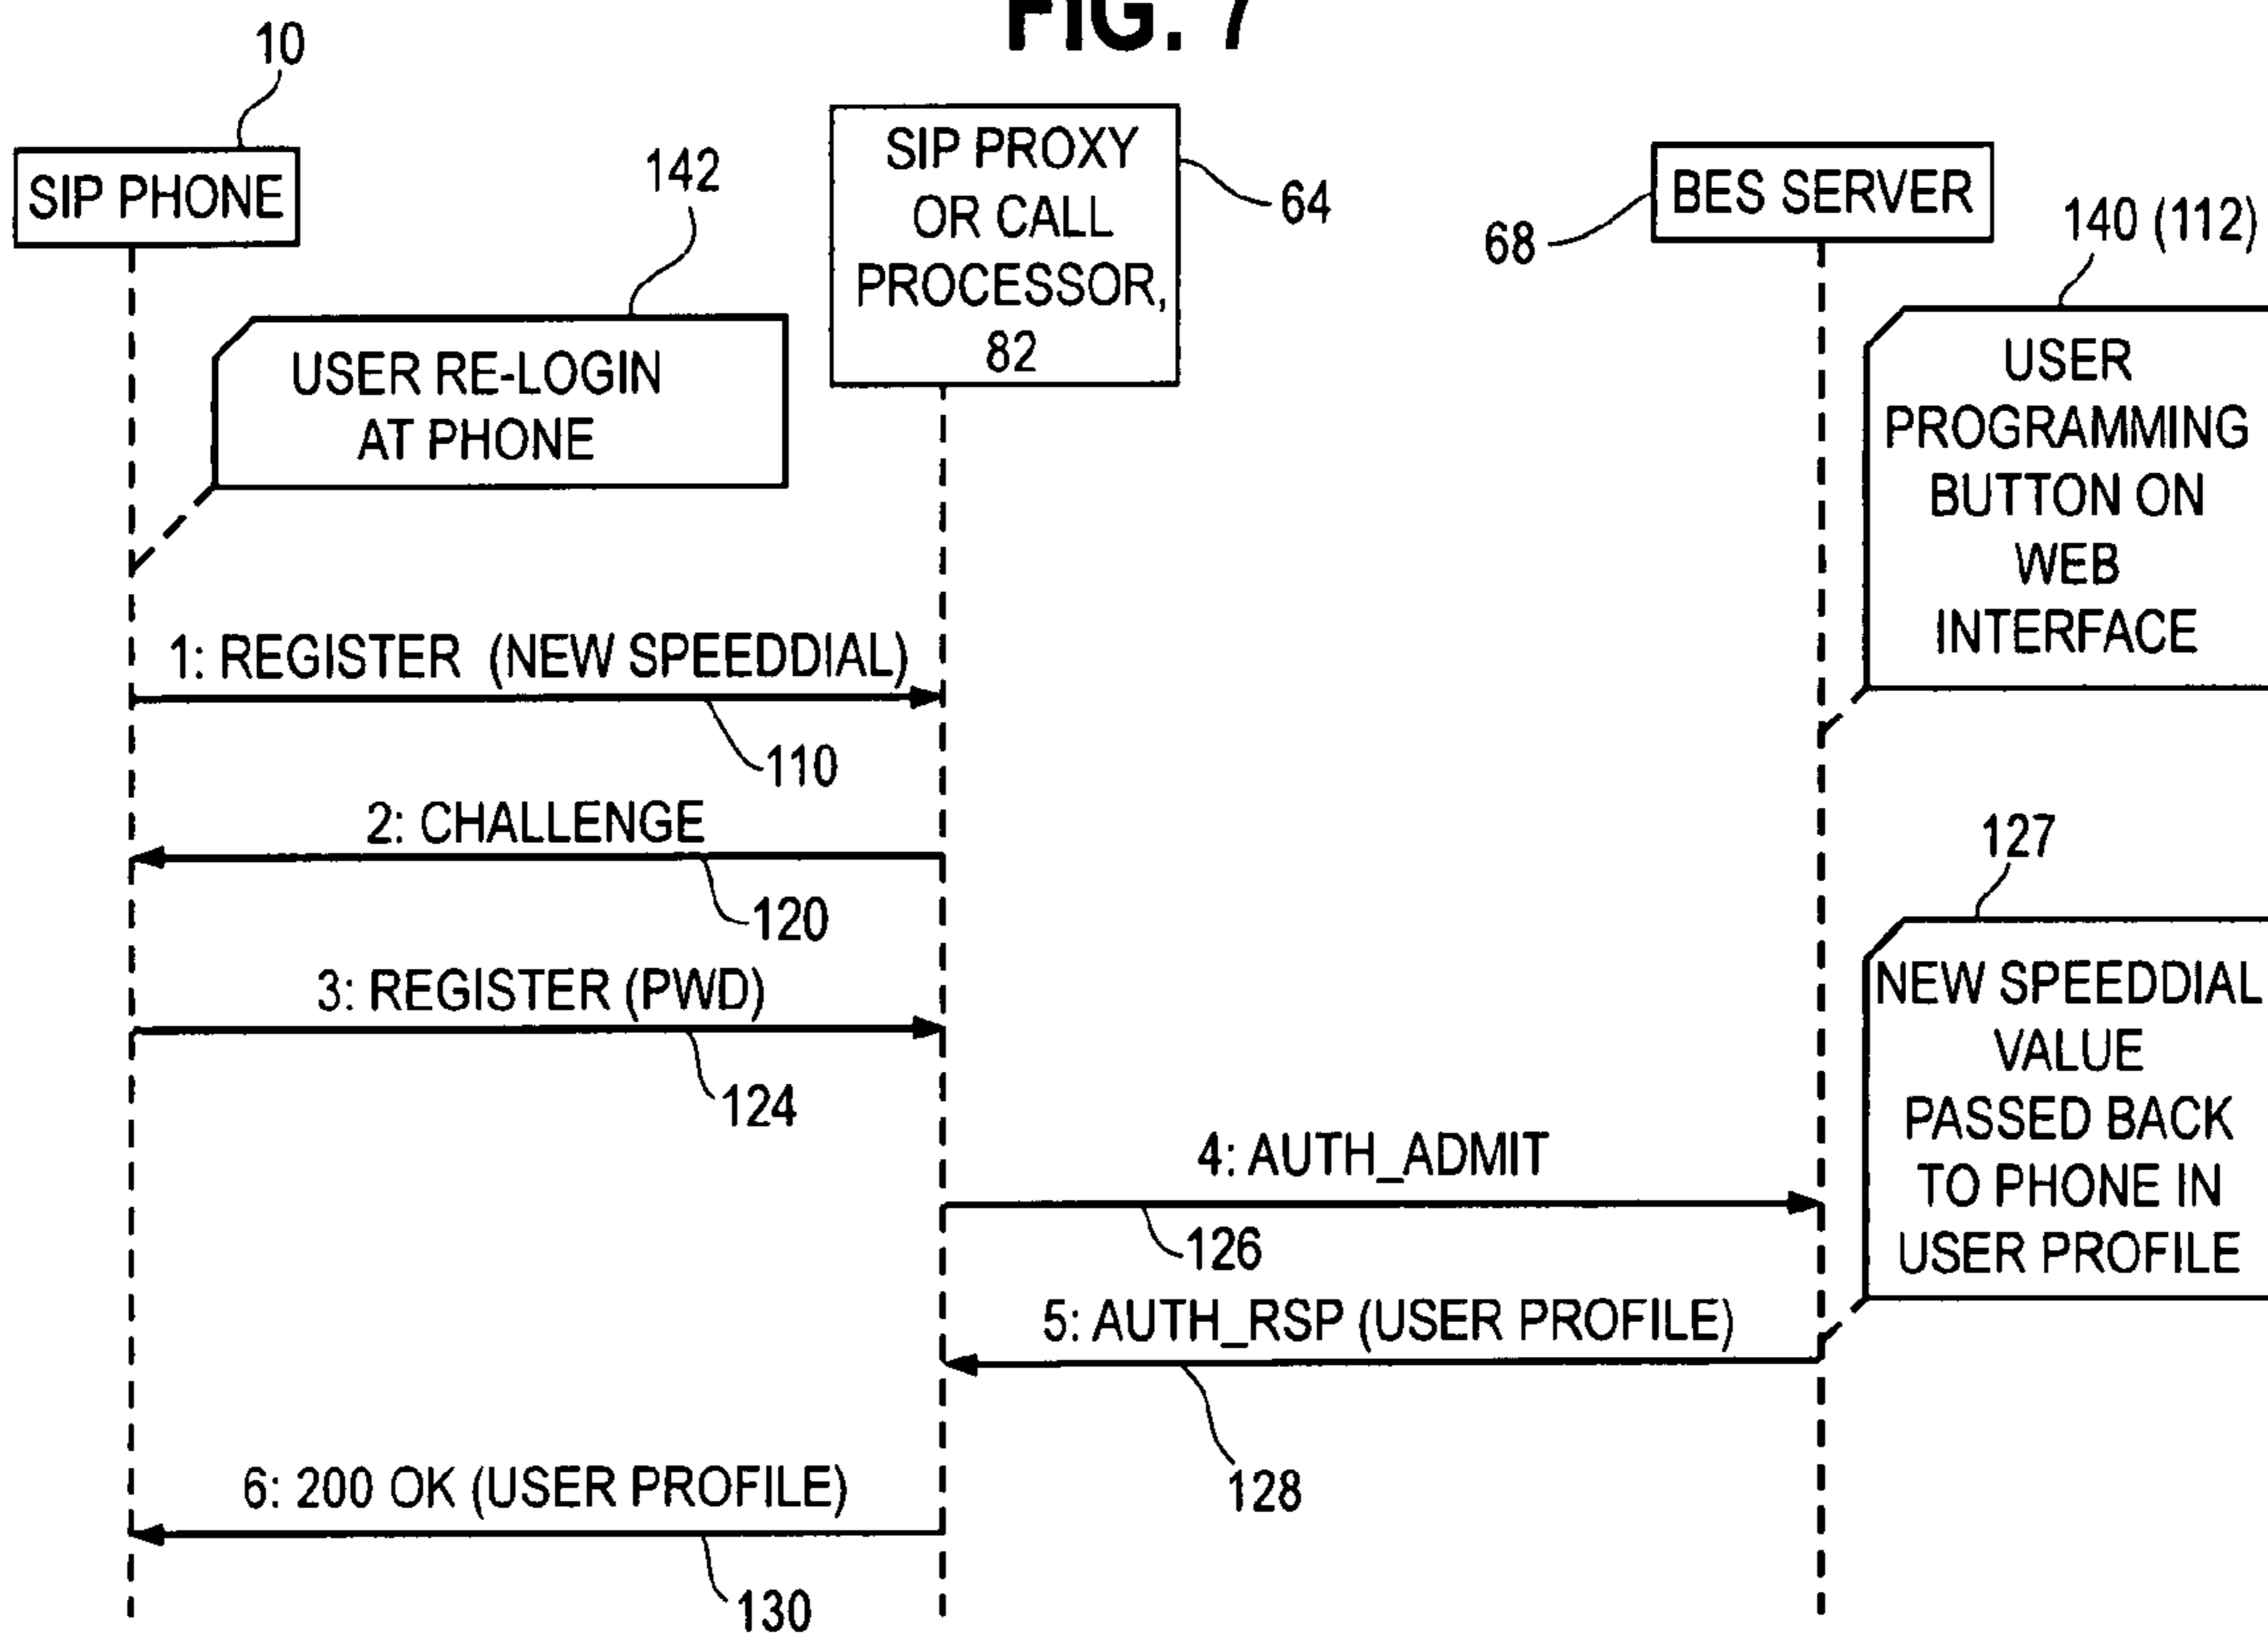 FIG. 7
10
SIP PHONE
142
SIP PROXY
OR CALL
PROCESSOR,
82
64
BES SERVER
68
140 (112)
USER RE-LOGIN
AT PHONE
USER
PROGRAMMING
BUTTON ON
WEB
INTERFACE
1: REGISTER (NEW SPEEDDIAL)
110
2: CHALLENGE
120
127
3: REGISTER (PWD)
124
NEW SPEEDDIAL
VALUE
PASSED BACK
TO PHONE IN
USER PROFILE
4: AUTH_ADMIT
126
5: AUTH_RSP (USER PROFILE)
128
6: 200 OK (USER PROFILE)
130